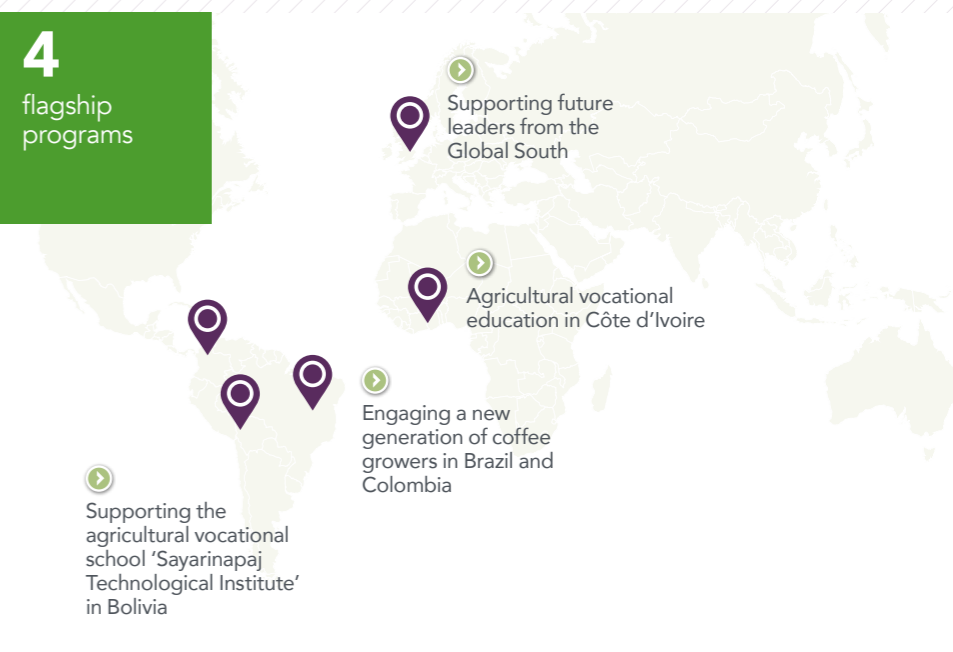 4
flagship
programs
Supporting future
leaders from the
Global South
Agricultural vocational
education in Côte d’Ivoire
Engaging a new
generation of coffee
growers in Brazil and
Colombia
Supporting the
agricultural vocational
school ‘Sayarinapaj
Technological Institute’
in Bolivia